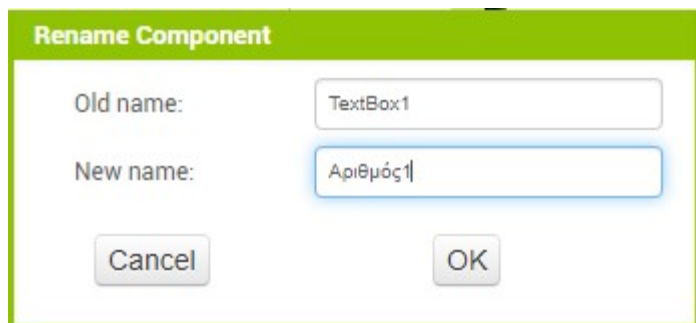 Rename Component
Old name: TextBox1
New name: Αριθμός1
Cancel OK